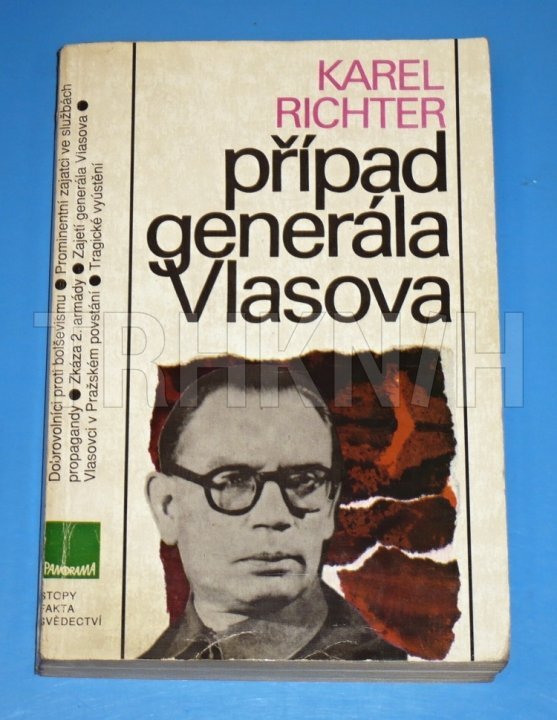 KAREL
RICHTER
případ
generála
Vlasova
Dobrovolníci proti bolševismu ● Prominentní zajatci ve službách
propagandy ● Zkáza 2. armády ● Zajetí generála Vlasova ●
Vlasovci v Pražském povstání ● Tragické vyústění
TRHKNIH
PANORAMA
STOPY
FAKTA
SVĚDECTVÍ